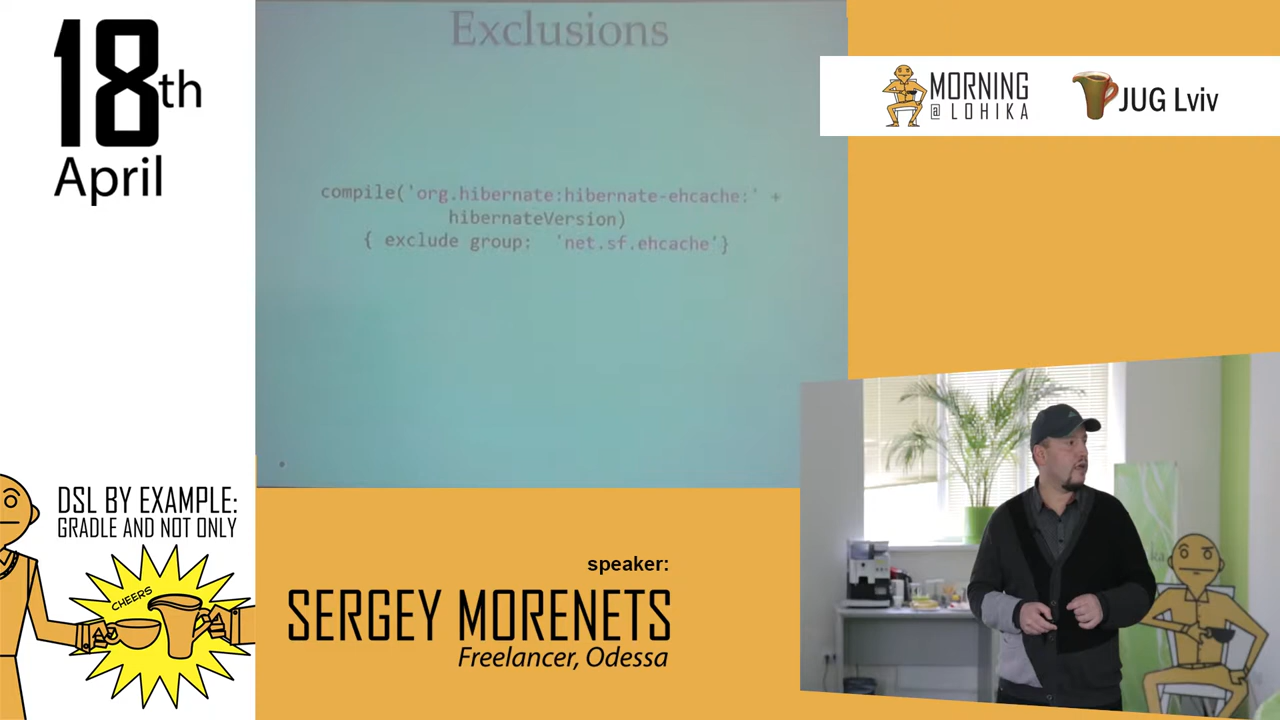 18th
April
Exclusions
compile('org.hibernate:hibernate-ehcache:' +
hibernateVersion)
{ exclude group: 'net.sf.ehcache'}
MORNING
@ LOHIKA
JUG Lviv
DSL BY EXAMPLE:
GRADLE AND NOT ONLY
CHEERS
speaker:
SERGEY MORENETS
Freelancer, Odessa